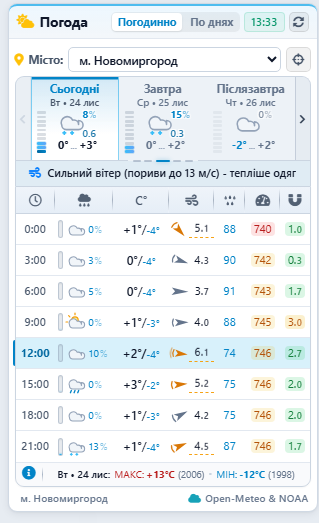 Погода Погодинно По днях 13:33
Місто: м. Новомиргород
Сьогодні Завтра Післязавтра
Вт • 24 лис Ср • 25 лис Чт • 26 лис
8% 15% 0%
0.6 0.3
0° ... +3° 0° ... +2° -2° ... +2°
Сильний вітер (пориви до 13 м/с) - тепліше одяг
C°
0:00 0% +1°/-4° 5.1 88 740 1.0
3:00 3% 0°/-4° 4.3 90 742 0.3
6:00 5% 0°/-4° 3.7 91 743 1.7
9:00 0% +1°/-3° 4.0 88 745 3.0
12:00 10% +2°/-4° 6.1 74 746 2.7
15:00 0% +3°/-2° 5.2 75 746 2.0
18:00 0% +1°/-3° 4.2 75 746 2.0
21:00 13% +1°/-4° 4.5 87 746 1.7
Вт • 24 лис: МАКС: +13°C (2006) • МІН: -12°C (1998)
м. Новомиргород Open-Meteo & NOAA